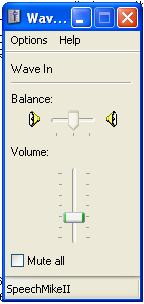 Wav...
Options Help
Wave In
Balance:
Volume:
Mute all
SpeechMikeII